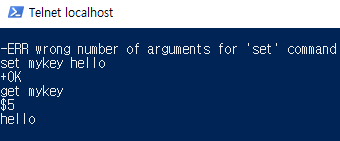 Telnet localhost
-ERR wrong number of arguments for 'set' command
set mykey hello
+OK
get mykey
$5
hello